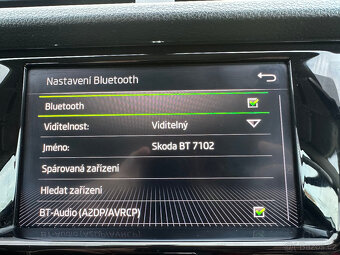 Nastavení Bluetooth
Bluetooth
Viditelnost: Viditelný
Jméno: Skoda BT 7102
Spárovaná zařízení
Hledat zařízení
BT-Audio (A2DP/AVRCP)